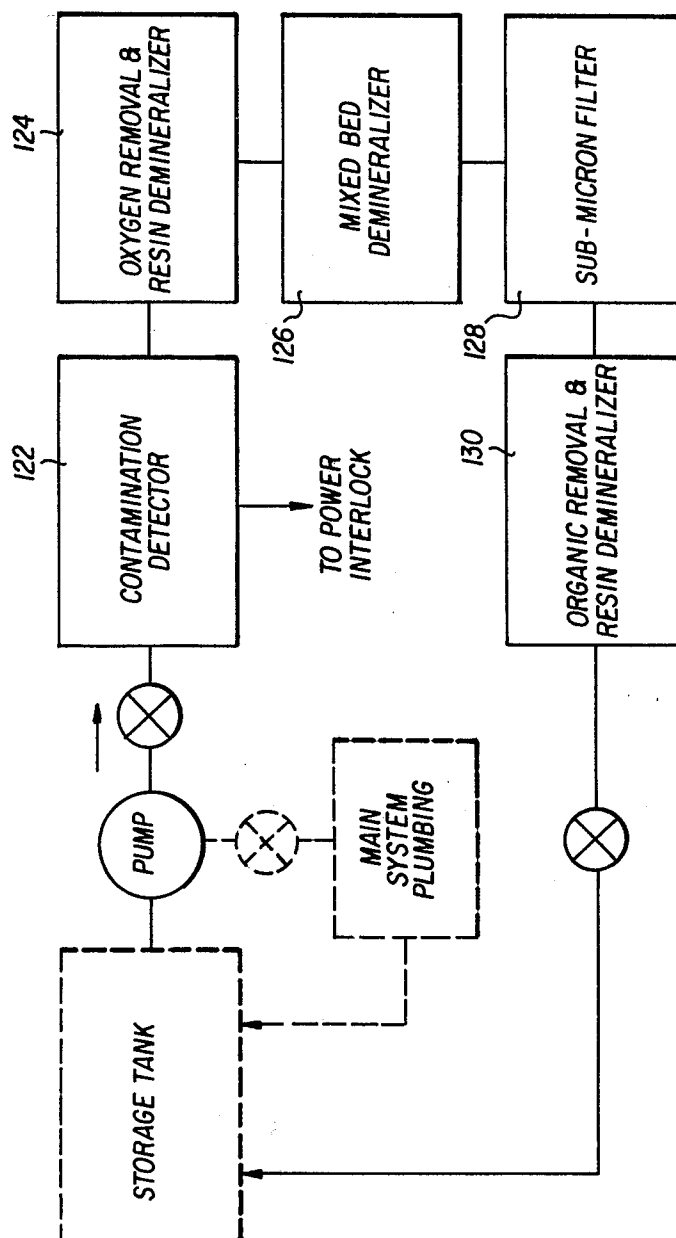 STORAGE TANK
PUMP
MAIN
SYSTEM
PLUMBING
122
CONTAMINATION
DETECTOR
TO POWER
INTERLOCK
124
OXYGEN REMOVAL &
RESIN DEMINERALIZER
126
MIXED BED
DEMINERALIZER
128
SUB-MICRON FILTER
130
ORGANIC REMOVAL &
RESIN DEMINERALIZER